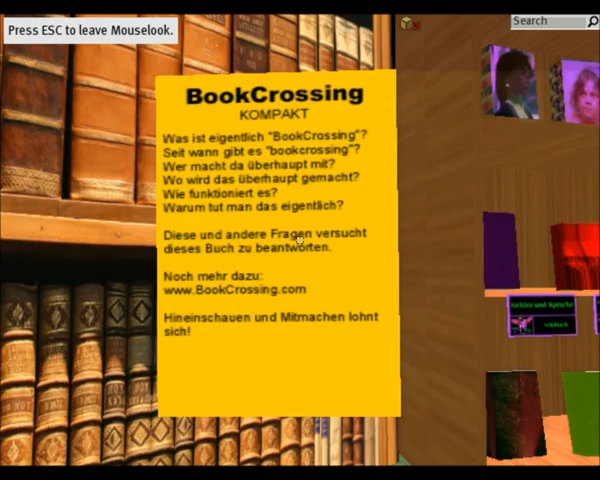 Press ESC to leave Mouselook.
Search
BookCrossing
KOMPAKT
Was ist eigentlich "BookCrossing"?
Seit wann gibt es "bookcrossing"?
Wer macht da überhaupt mit?
Wo wird das überhaupt gemacht?
Wie funktioniert es?
Warum tut man das eigentlich?
Diese und andere Fragen versucht
dieses Buch zu beantworten.
Noch mehr dazu:
www.BookCrossing.com
Hineinschauen und Mitmachen lohnt
sich!
Gehirn und Sprache